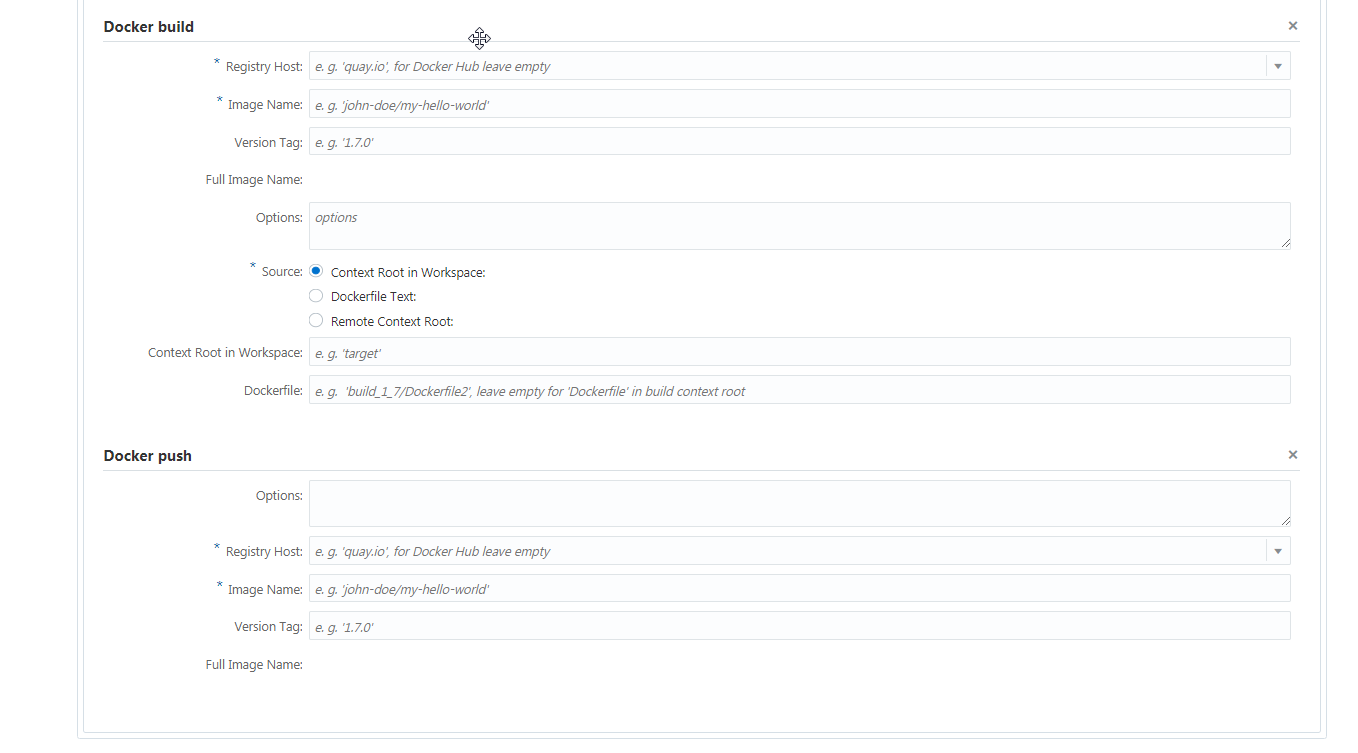 Docker build
* Registry Host: e. g. 'quay.io', for Docker Hub leave empty
* Image Name: e. g. 'john-doe/my-hello-world'
Version Tag: e. g. '1.7.0'
Full Image Name:
Options: options
* Source: Context Root in Workspace:
Dockerfile Text:
Remote Context Root:
Context Root in Workspace: e. g. 'target'
Dockerfile: e. g. 'build_1_7/Dockerfile2', leave empty for 'Dockerfile' in build context root
Docker push
Options:
* Registry Host: e. g. 'quay.io', for Docker Hub leave empty
* Image Name: e. g. 'john-doe/my-hello-world'
Version Tag: e. g. '1.7.0'
Full Image Name: